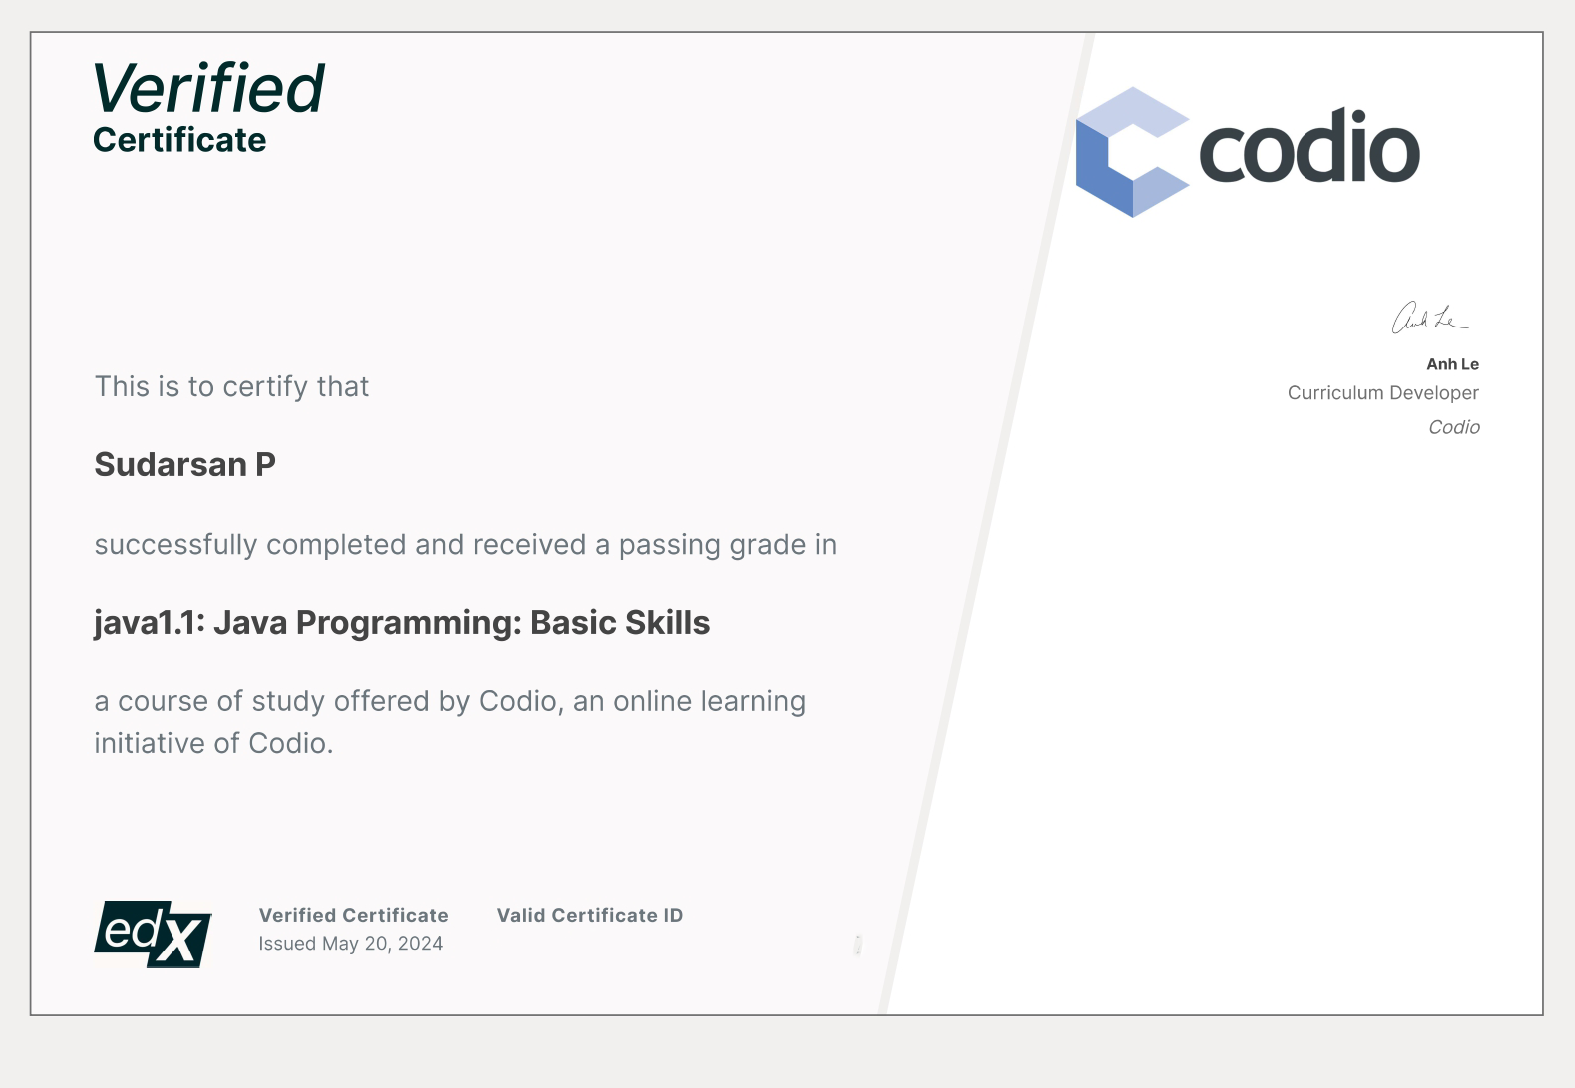 Verified
Certificate
codio
Anh Le
Anh Le
Curriculum Developer
Codio
This is to certify that
Sudarsan P
successfully completed and received a passing grade in
java1.1: Java Programming: Basic Skills
a course of study offered by Codio, an online learning
initiative of Codio.
edX
Verified Certificate
Issued May 20, 2024
Valid Certificate ID